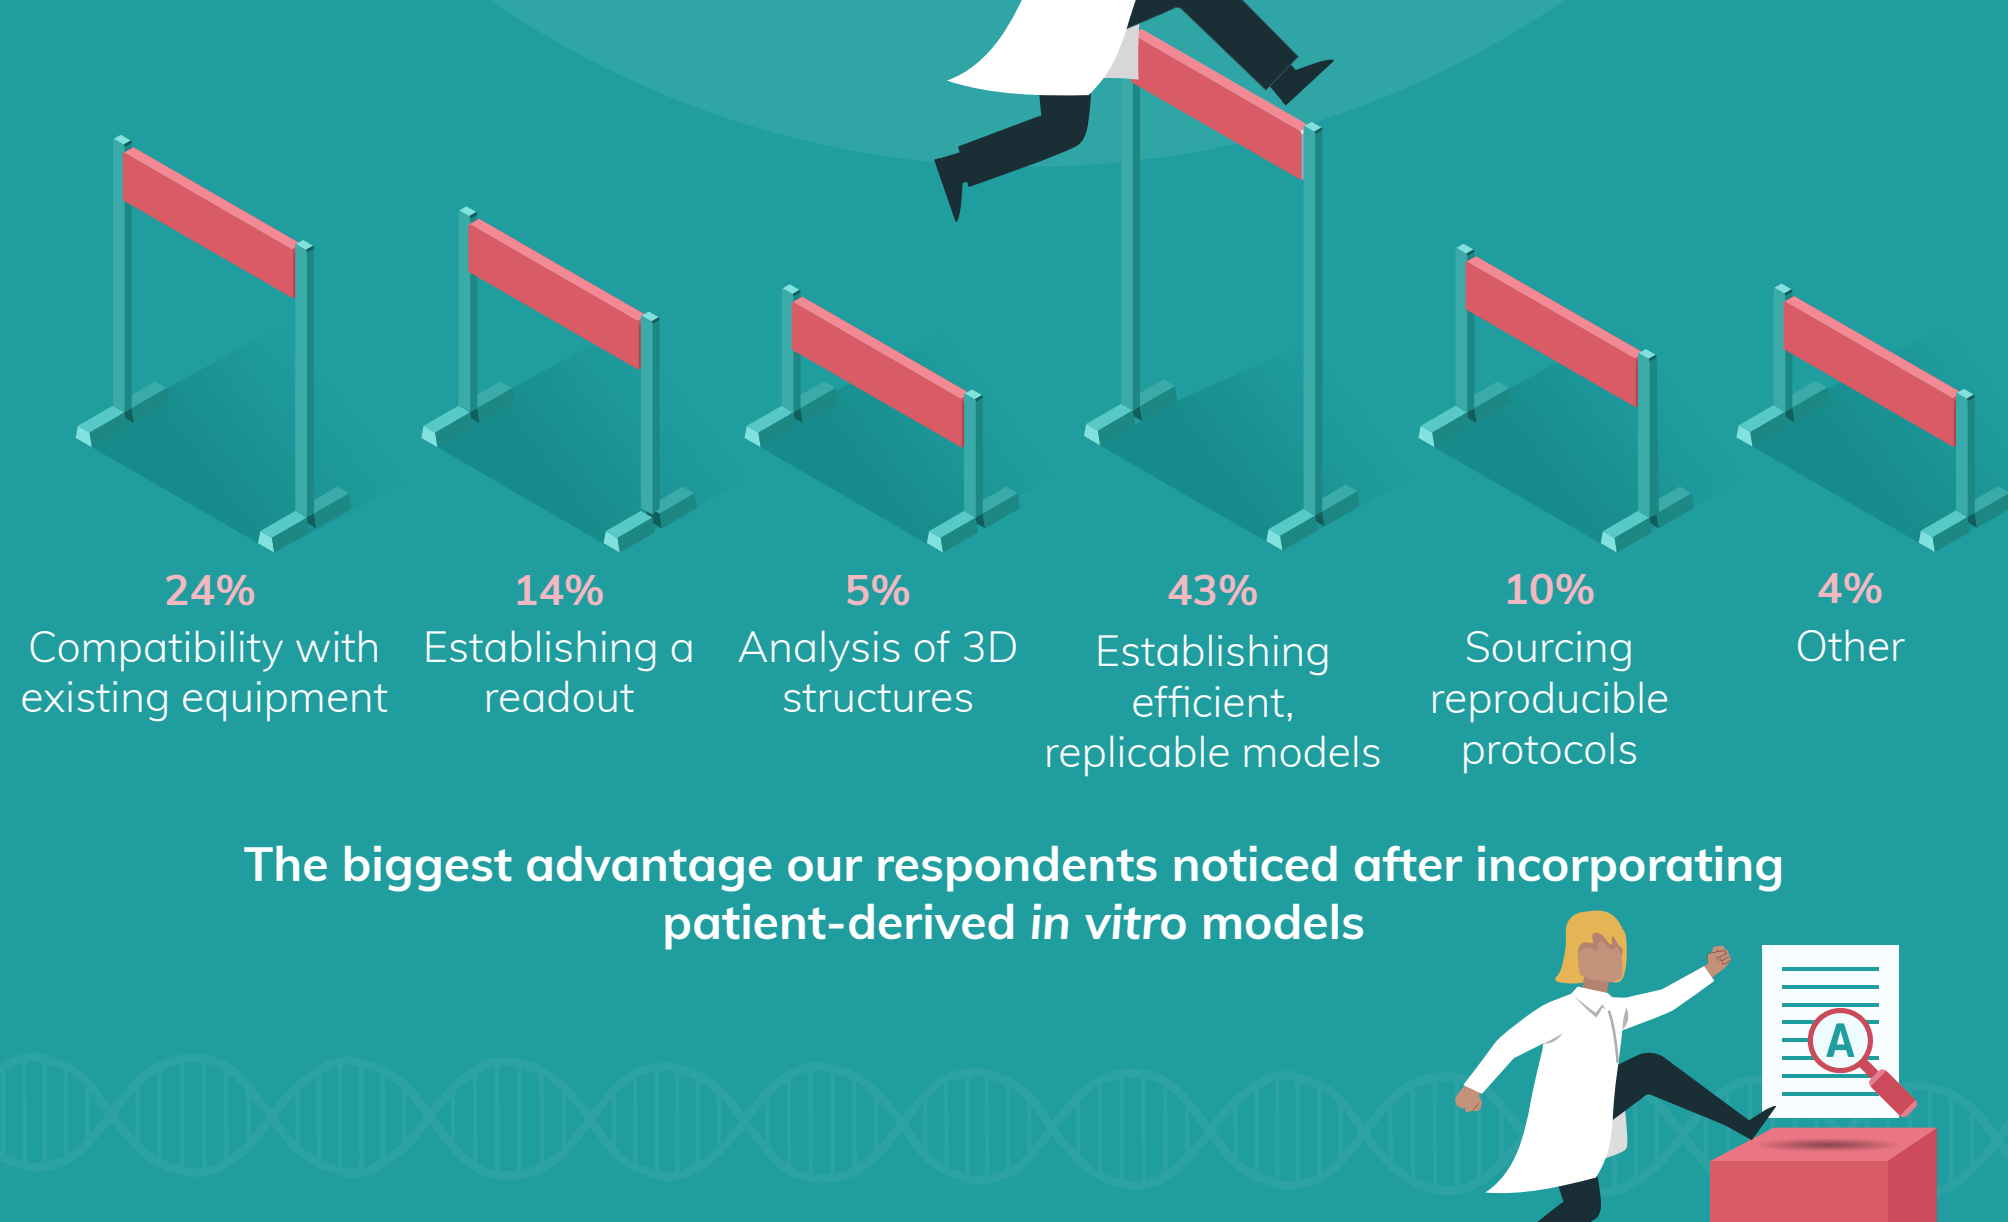 24%
Compatibility with
existing equipment
14%
Establishing a
readout
5%
Analysis of 3D
structures
43%
Establishing
efficient,
replicable models
10%
Sourcing
reproducible
protocols
4%
Other
The biggest advantage our respondents noticed after incorporating
patient-derived in vitro models
A